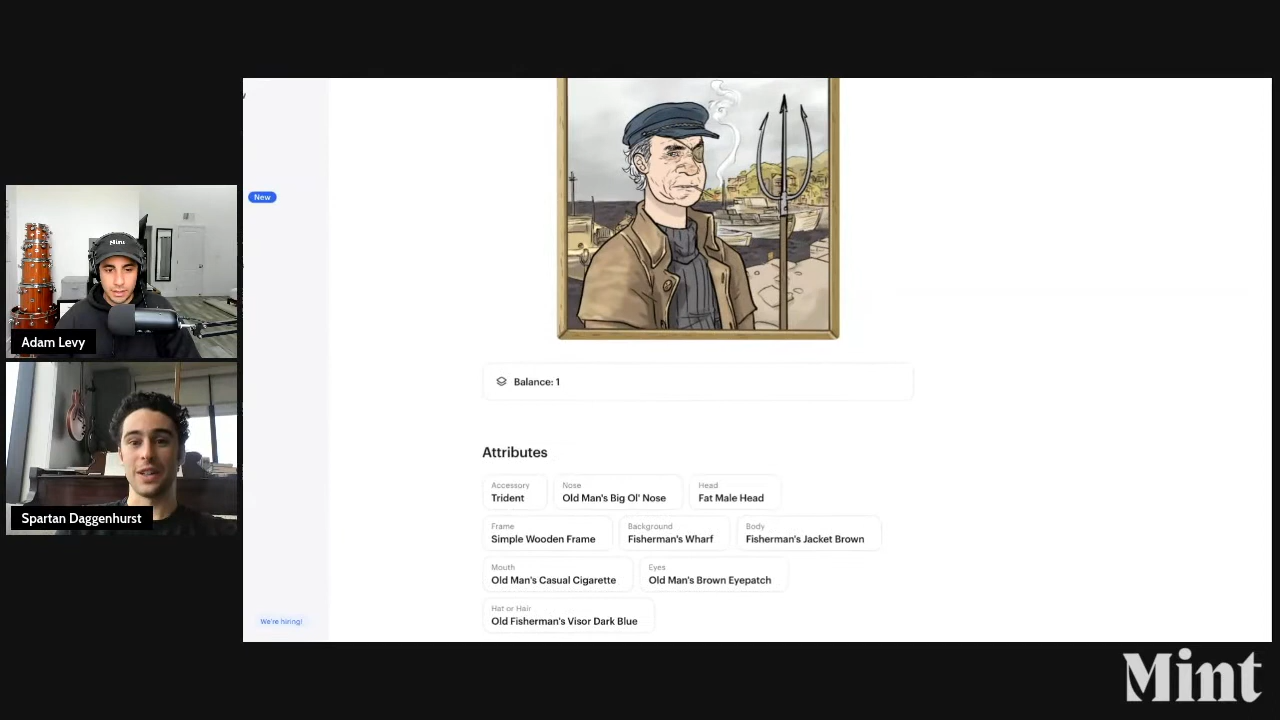 New
Mint
Adam Levy
Spartan Daggenhurst
Balance: 1
Attributes
Accessory
Trident
Nose
Old Man's Big Ol' Nose
Head
Fat Male Head
Frame
Simple Wooden Frame
Background
Fisherman's Wharf
Body
Fisherman's Jacket Brown
Mouth
Old Man's Casual Cigarette
Eyes
Old Man's Brown Eyepatch
Hat or Hair
Old Fisherman's Visor Dark Blue
We're hiring!
Mint